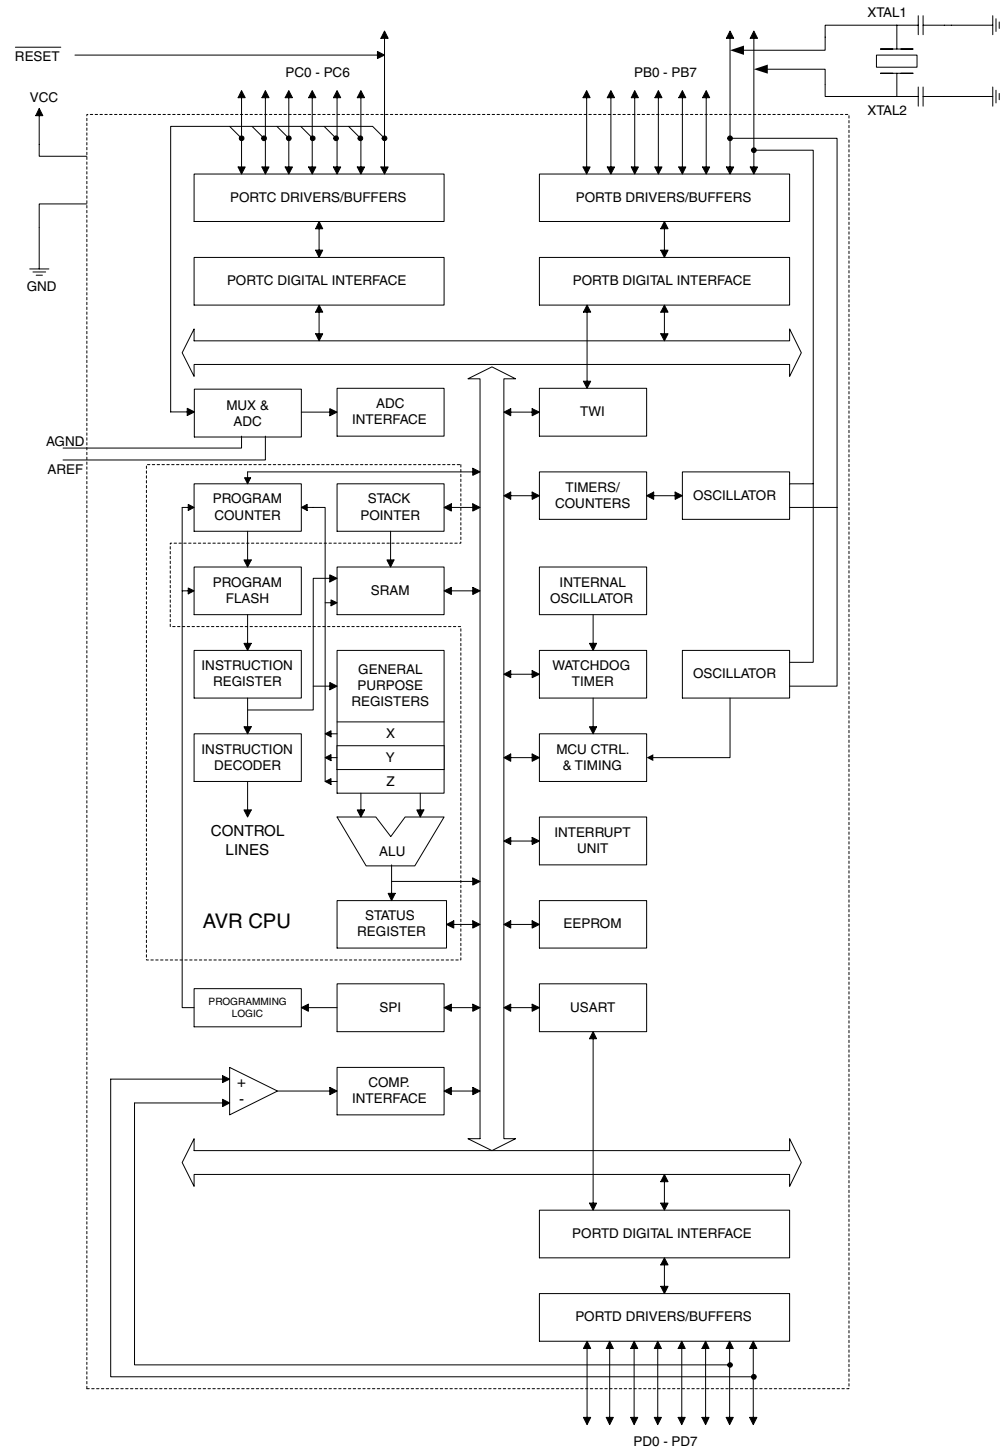 XTAL1
RESET
PC0 - PC6
PB0 - PB7
VCC
XTAL2
PORTC DRIVERS/BUFFERS
PORTB DRIVERS/BUFFERS
GND
PORTC DIGITAL INTERFACE
PORTB DIGITAL INTERFACE
MUX &
ADC
ADC
INTERFACE
TWI
AGND
AREF
PROGRAM
COUNTER
STACK
POINTER
TIMERS/
COUNTERS
OSCILLATOR
PROGRAM
FLASH
SRAM
INTERNAL
OSCILLATOR
INSTRUCTION
REGISTER
GENERAL
PURPOSE
REGISTERS
WATCHDOG
TIMER
OSCILLATOR
X
Y
Z
INSTRUCTION
DECODER
MCU CTRL.
& TIMING
CONTROL
LINES
ALU
INTERRUPT
UNIT
AVR CPU
STATUS
REGISTER
EEPROM
PROGRAMMING
LOGIC
SPI
USART
+
-
COMP.
INTERFACE
PORTD DIGITAL INTERFACE
PORTD DRIVERS/BUFFERS
PD0 - PD7